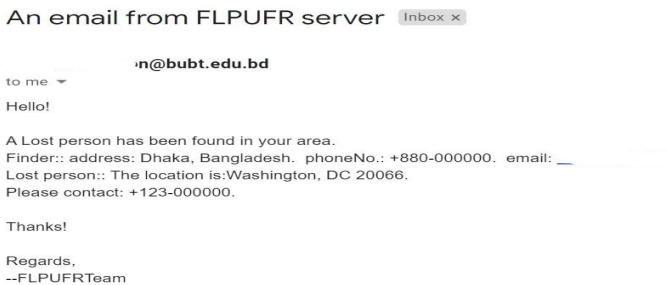 An email from FLPUFR server Inbox ×
n@bubt.edu.bd
to me
Hello!
A Lost person has been found in your area.
Finder:: address: Dhaka, Bangladesh. phoneNo.: +880-000000. email:
Lost person:: The location is:Washington, DC 20066.
Please contact: +123-000000.
Thanks!
Regards,
--FLPUFRTeam